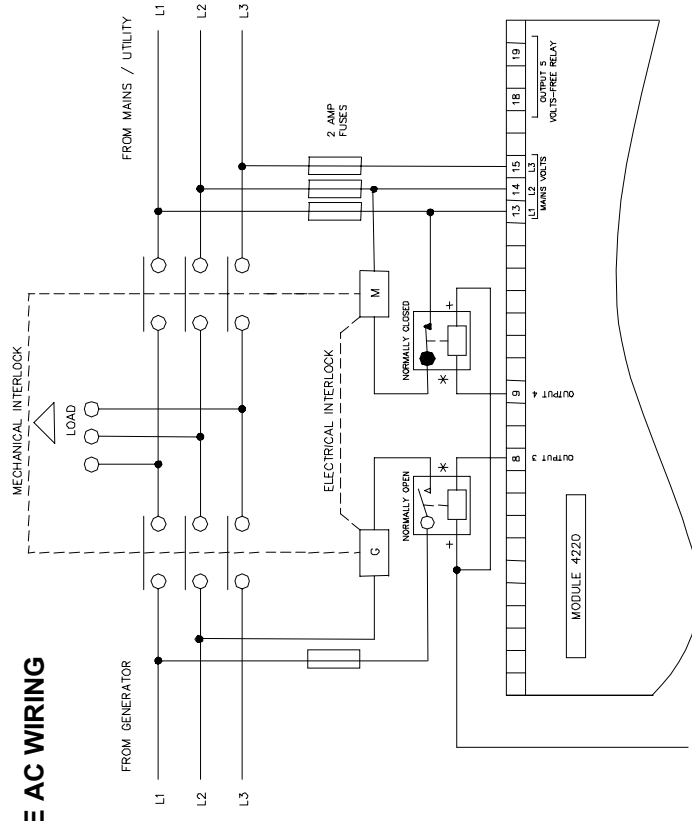 E AC WIRING
MECHANICAL INTERLOCK
LOAD
FROM GENERATOR
FROM MAINS / UTILITY
L1
L2
L3
L1
L2
L3
ELECTRICAL INTERLOCK
G
M
2 AMP
FUSES
NORMALLY OPEN
NORMALLY CLOSED
+
*
*
+
8
9
13
14
15
18
19
OUTPUT 3
OUTPUT 4
L1
L2
L3
MAINS VOLTS
OUTPUT 5
VOLTS-FREE RELAY
MODULE 4220